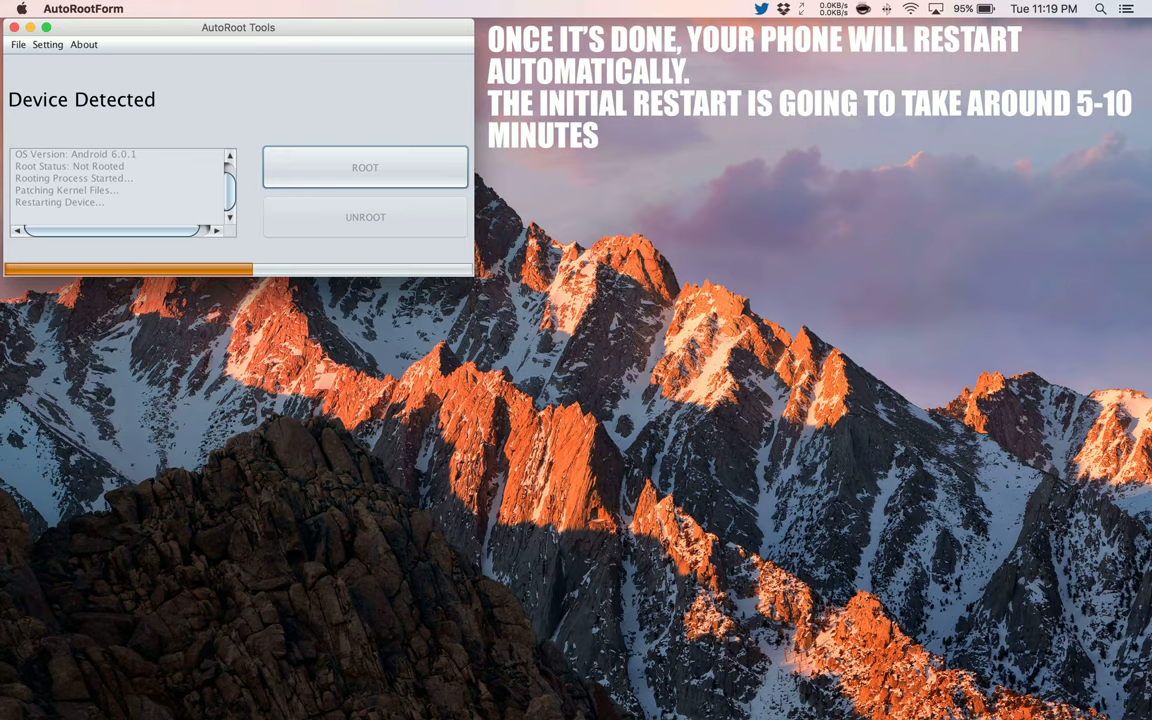 AutoRootForm
0.0KB/s
0.0KB/s
95%
Tue 11:19 PM
AutoRoot Tools
File Setting About
ONCE IT'S DONE, YOUR PHONE WILL RESTART
AUTOMATICALLY.
THE INITIAL RESTART IS GOING TO TAKE AROUND 5-10
MINUTES
Device Detected
OS Version: Android 6.0.1
Root Status: Not Rooted
Rooting Process Started...
Patching Kernel Files...
Restarting Device...
ROOT
UNROOT